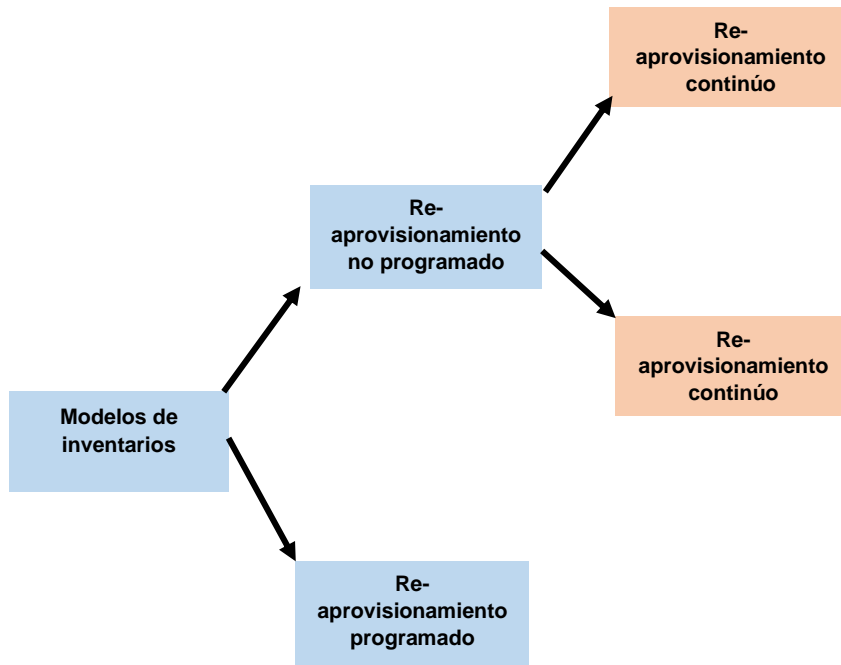 Re-
aprovisionamiento
continúo
Re-
aprovisionamiento
no programado
Re-
aprovisionamiento
continúo
Modelos de
inventarios
Re-
aprovisionamiento
programado